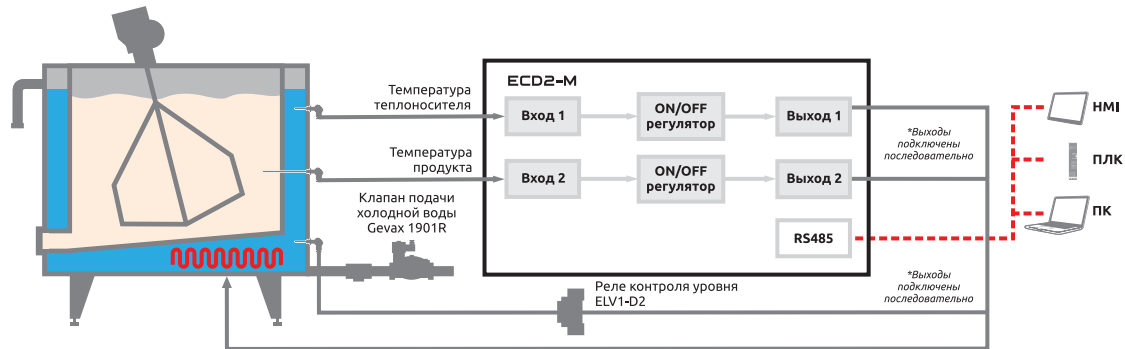 ECD2-M
Температура
теплоносителя
Вход 1
ON/OFF
регулятор
Выход 1
*Выходы
подключены
последовательно
HMI
Температура
продукта
Вход 2
ON/OFF
регулятор
Выход 2
ПЛК
Клапан подачи
холодной воды
Gevax 1901R
RS485
ПК
*Выходы
подключены
последовательно
Реле контроля уровня
ELV1-D2